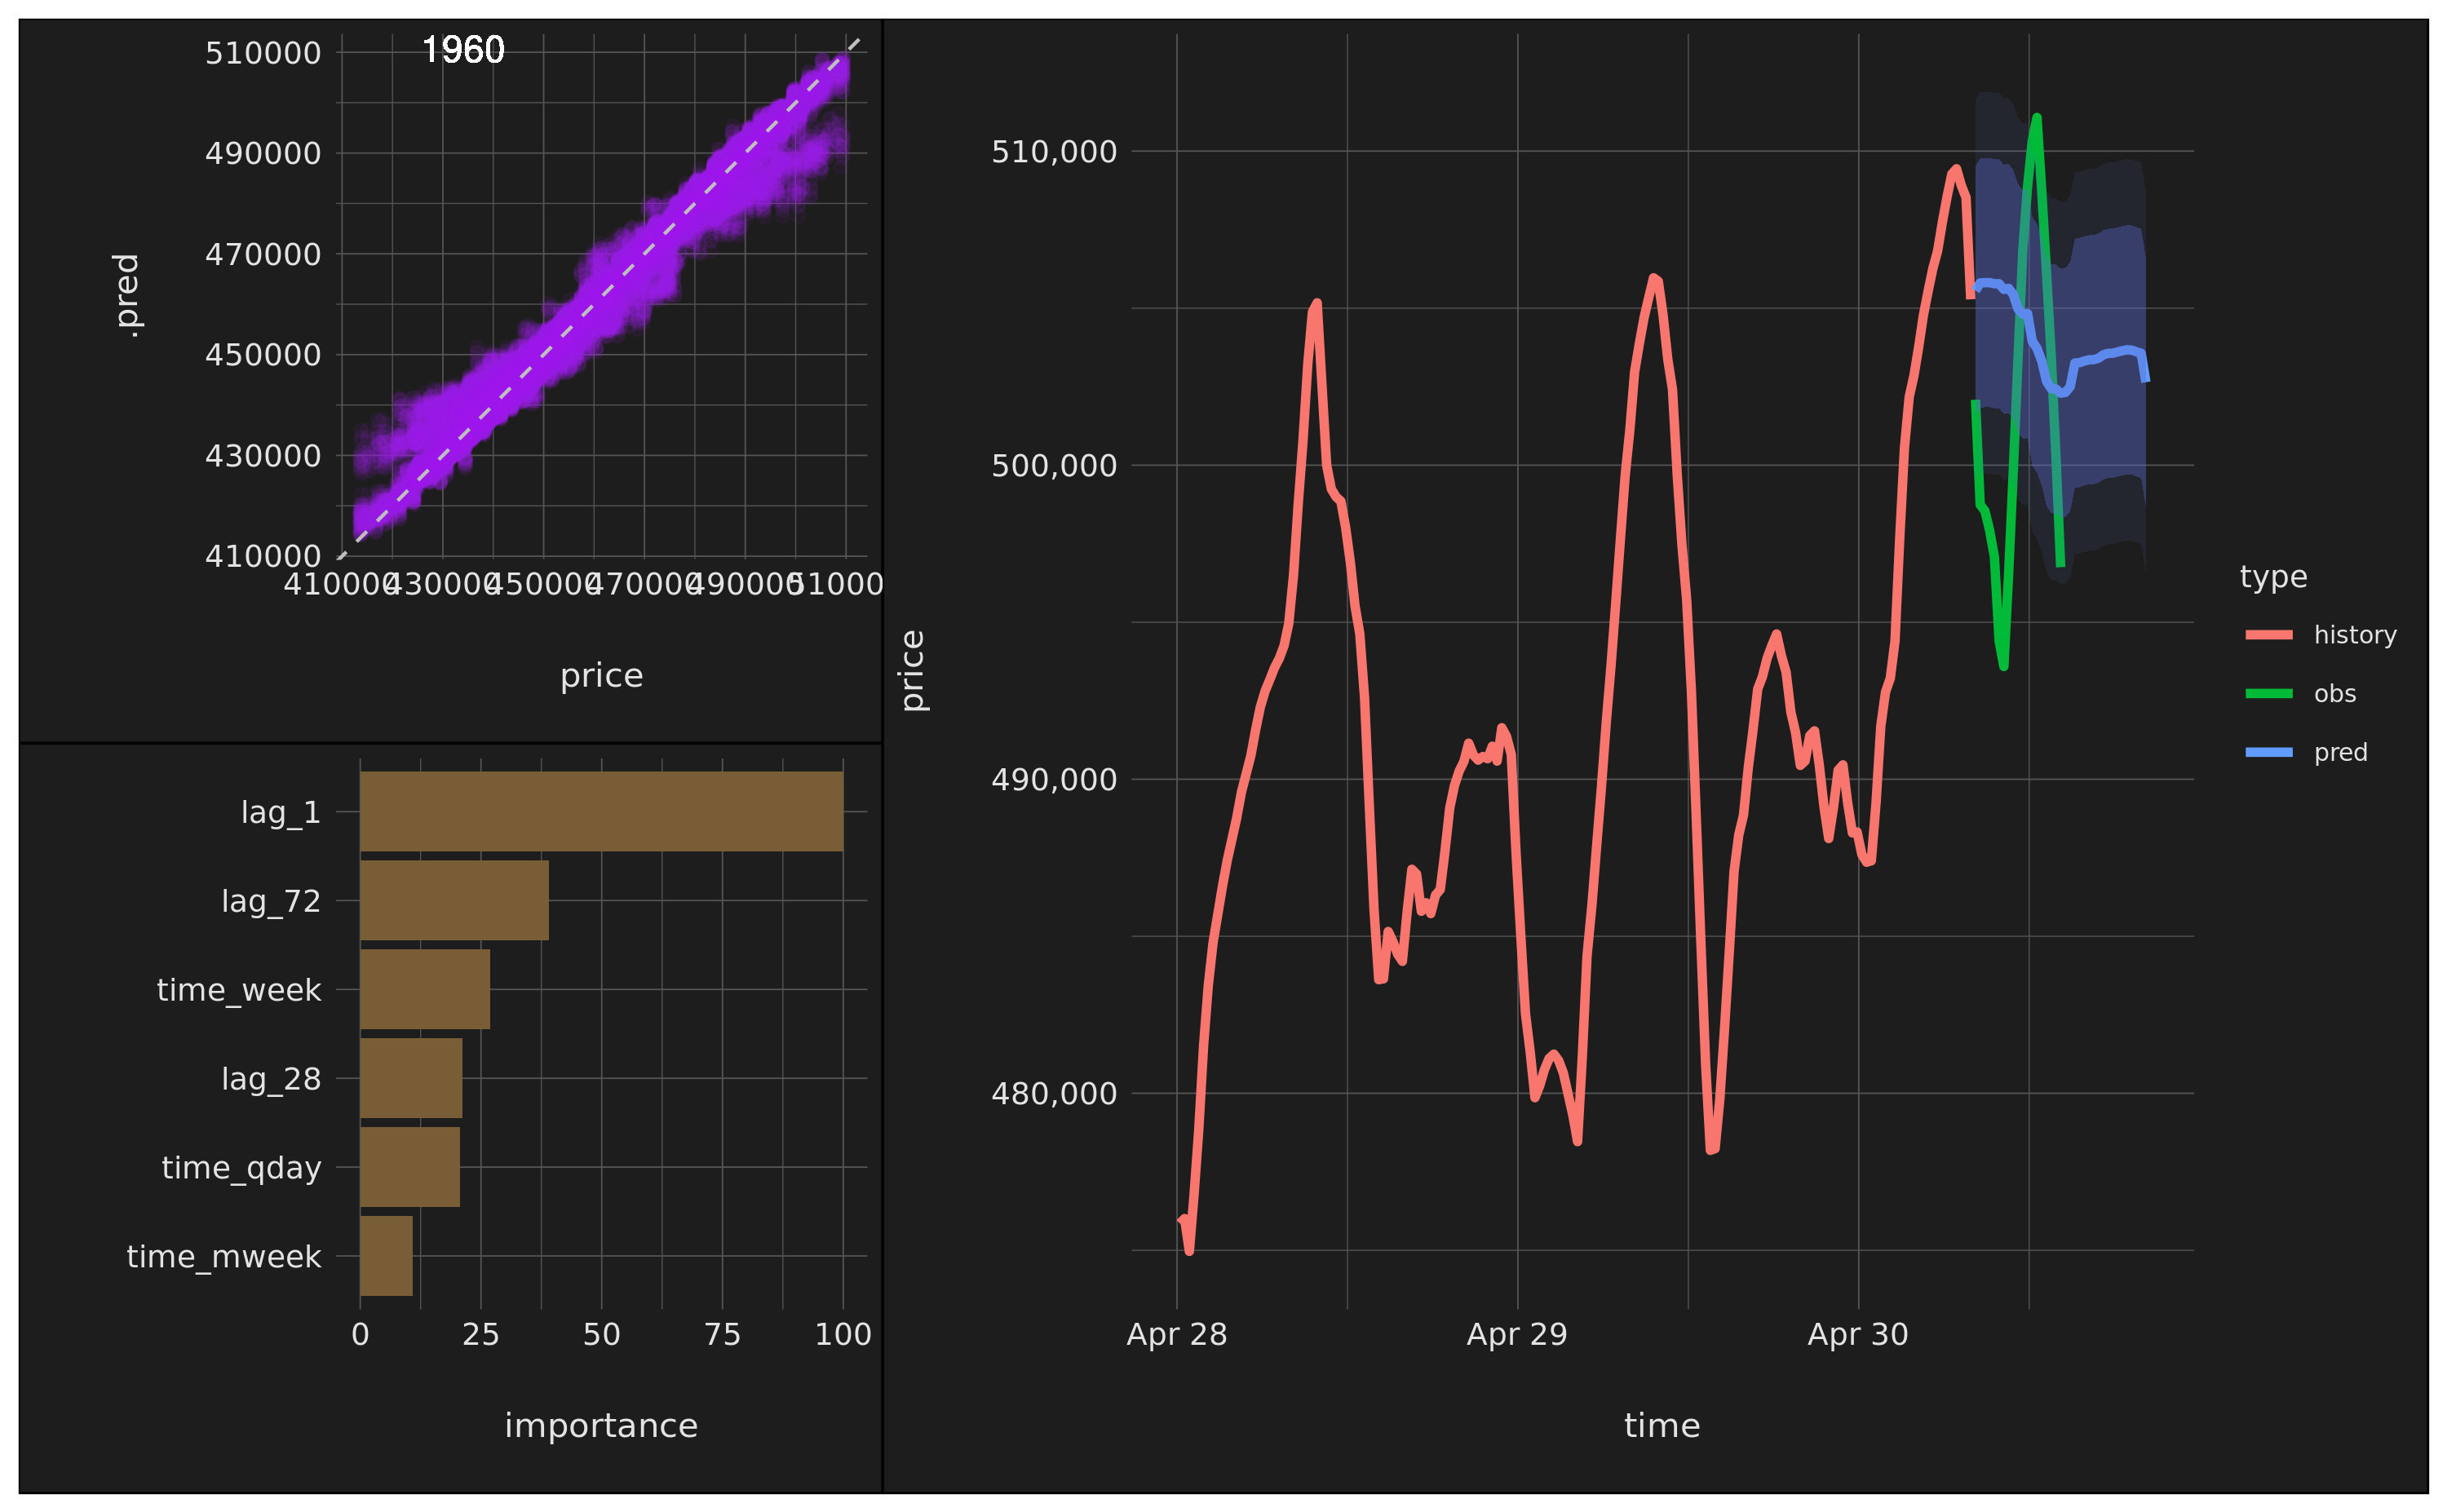 1960
510000
490000
470000
450000
430000
410000
.pred
410000 430000 450000 470000 490000 51000
price
lag_1
lag_72
time_week
lag_28
time_qday
time_mweek
0 25 50 75 100
importance
510,000
500,000
490,000
480,000
price
Apr 28 Apr 29 Apr 30
time
type
history
obs
pred